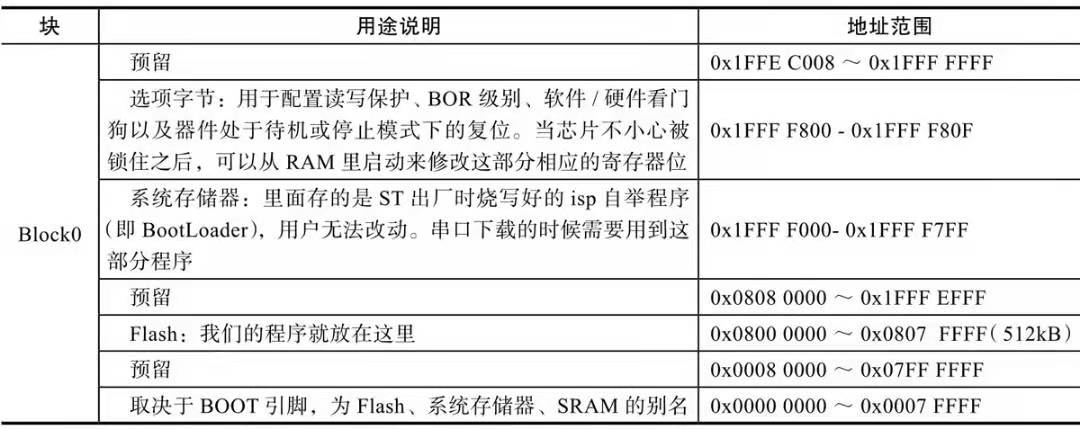 块 用途说明 地址范围
预留 0x1FFE C008 ～ 0x1FFF FFFF
选项字节：用于配置读写保护、BOR 级别、软件 / 硬件看门
狗以及器件处于待机或停止模式下的复位。当芯片不小心被
锁住之后，可以从 RAM 里启动来修改这部分相应的寄存器位
0x1FFF F800 - 0x1FFF F80F
Block0
系统存储器：里面存的是 ST 出厂时烧写好的 isp 自举程序
（即 BootLoader），用户无法改动。串口下载的时候需要用到这
部分程序
0x1FFF F000- 0x1FFF F7FF
预留 0x0808 0000 ～ 0x1FFF EFFF
Flash：我们的程序就放在这里 0x0800 0000 ～ 0x0807 FFFF（512kB）
预留 0x0008 0000 ～ 0x07FF FFFF
取决于 BOOT 引脚，为 Flash、系统存储器、SRAM 的别名 0x0000 0000 ～ 0x0007 FFFF